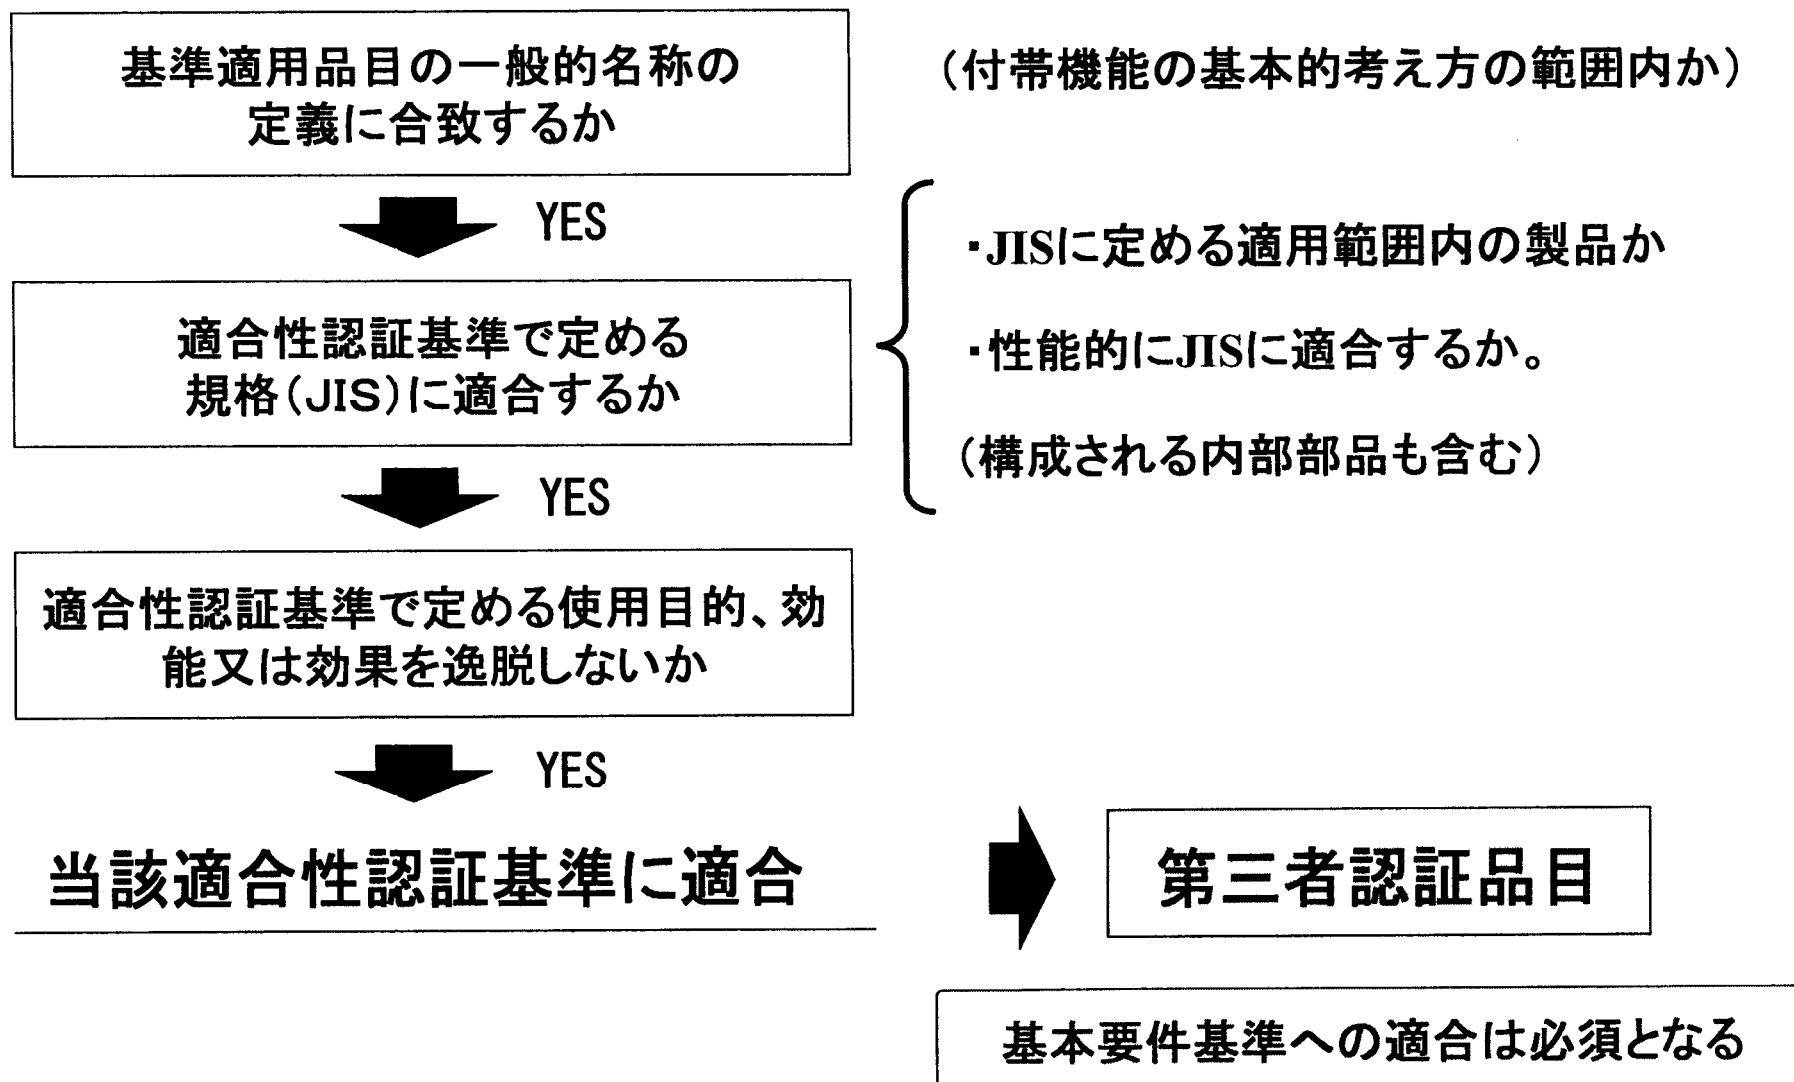 基準適用品目の一般的名称の
定義に合致するか
（付帯機能の基本的考え方の範囲内か）
YES
適合性認証基準で定める
規格（JIS）に適合するか
・JISに定める適用範囲内の製品か
・性能的にJISに適合するか。
（構成される内部部品も含む）
YES
適合性認証基準で定める使用目的、効
能又は効果を逸脱しないか
YES
当該適合性認証基準に適合
第三者認証品目
基本要件基準への適合は必須となる